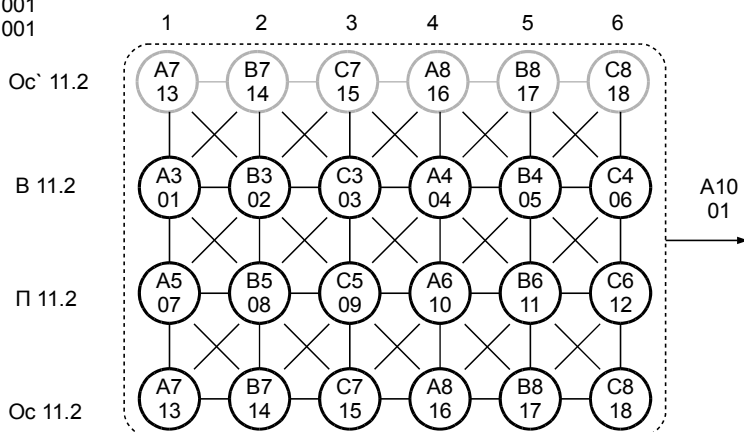 001
001
1 2 3 4 5 6
Ос` 11.2
A7 B7 C7 A8 B8 C8
13 14 15 16 17 18
В 11.2
A3 B3 C3 A4 B4 C4
01 02 03 04 05 06
A10
01
П 11.2
A5 B5 C5 A6 B6 C6
07 08 09 10 11 12
Ос 11.2
A7 B7 C7 A8 B8 C8
13 14 15 16 17 18